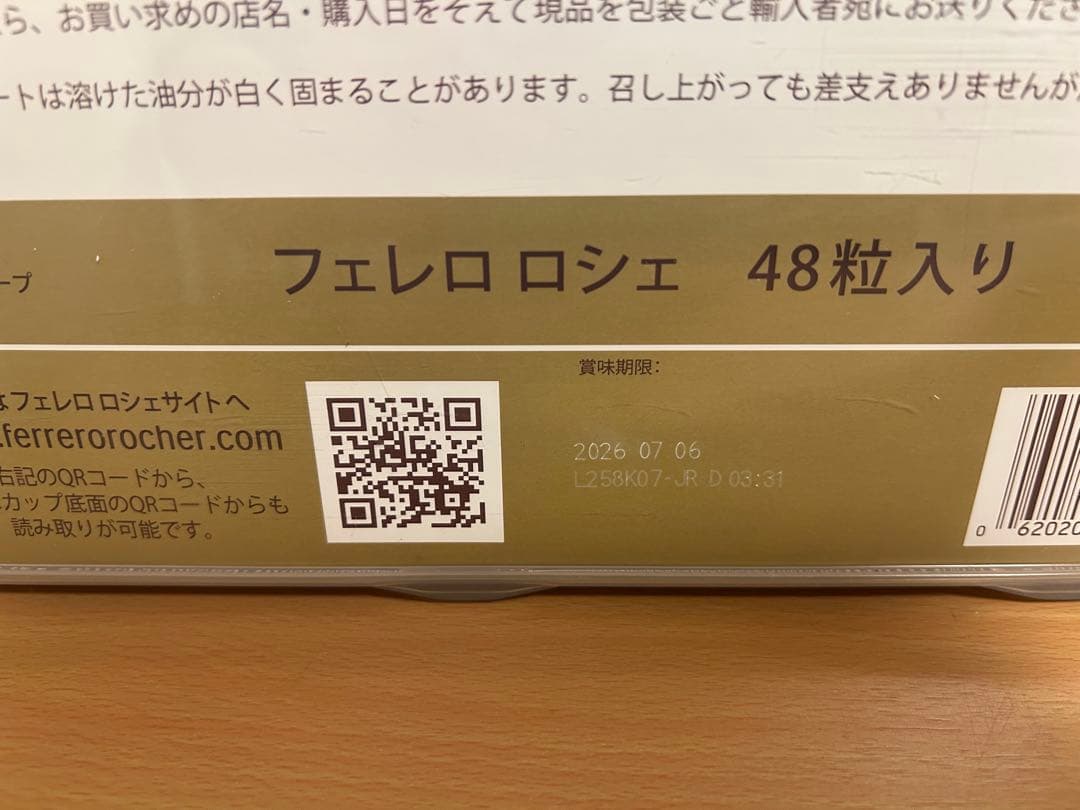 、お買い求めの店名・購入日をそえて現品を包装ごと輸入者宛にお送りくださ
ートは溶けた油分が白く固まることがあります。召し上がっても差支えありませんが
フェレロ ロシェ 48粒入り
ープ
賞味期限:
はフェレロ ロシェサイトへ
.ferrerorocher.com
右記のQRコードから、
カップ底面のQRコードからも
読み取りが可能です。
2026 07 06
L258K07-JR D 03:31
0 62020